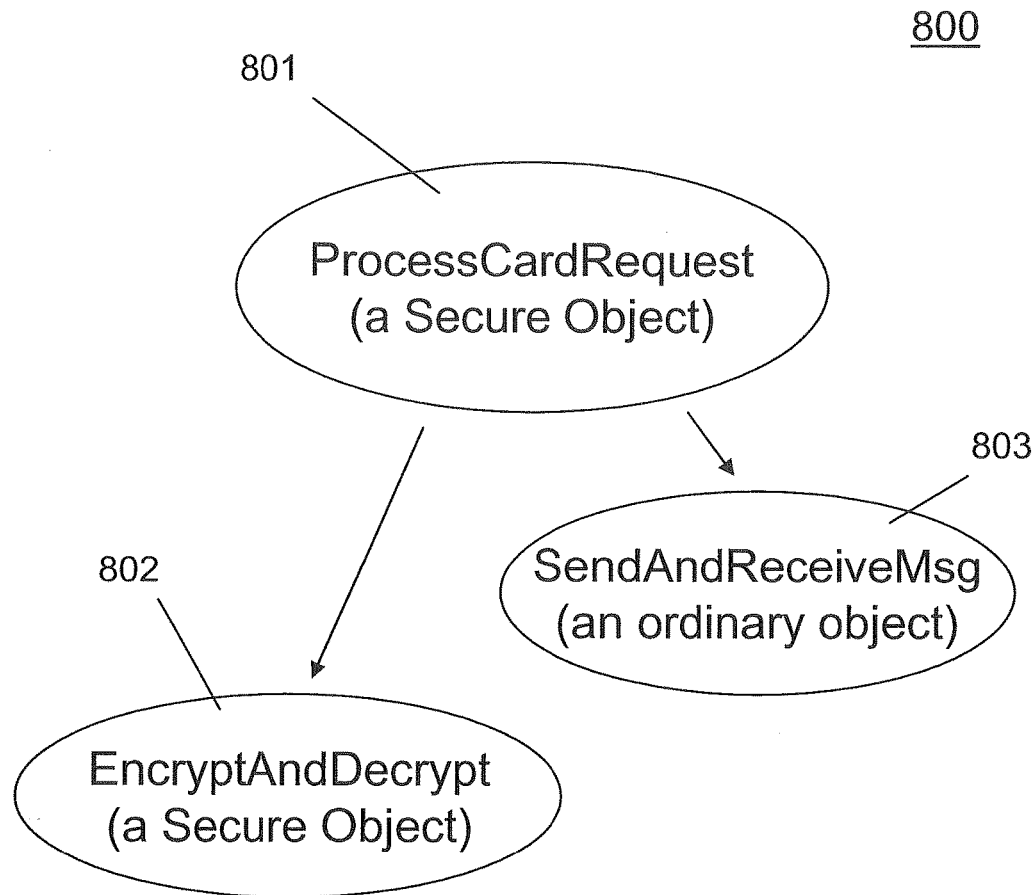 800
801
ProcessCardRequest
(a Secure Object)
803
SendAndReceiveMsg
(an ordinary object)
802
EncryptAndDecrypt
(a Secure Object)